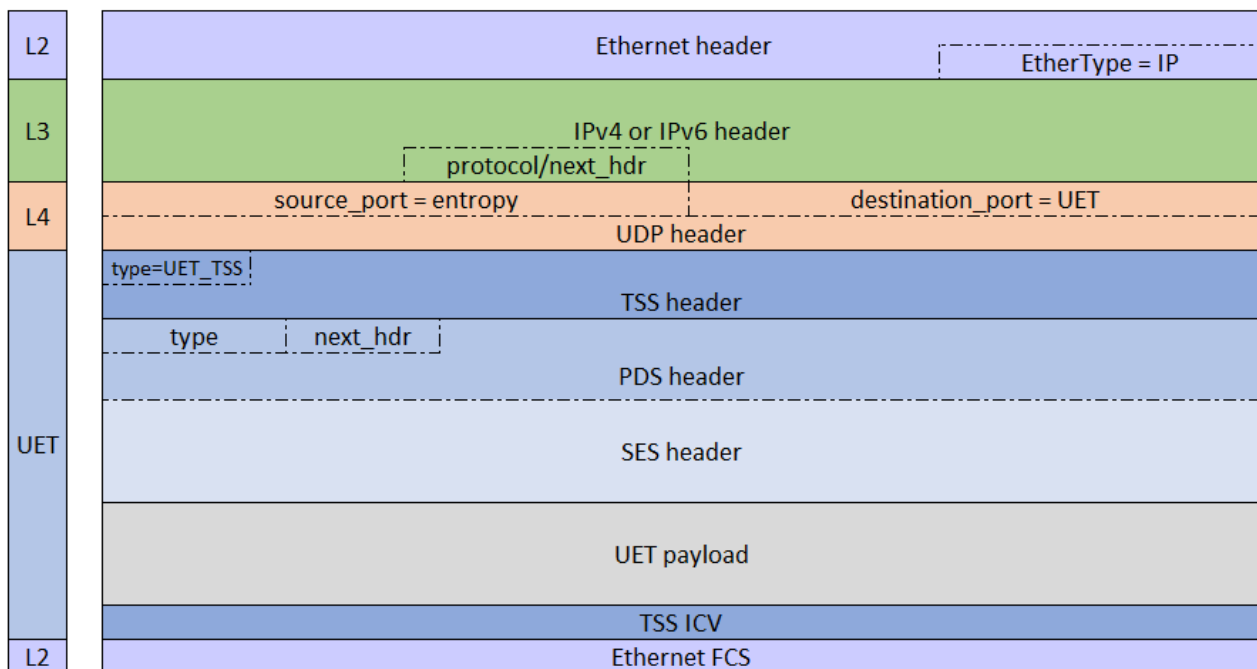 L2
Ethernet header
EtherType = IP
L3
IPv4 or IPv6 header
protocol/next_hdr
L4
source_port = entropy
destination_port = UET
UDP header
UET
type=UET_TSS
TSS header
type
next_hdr
PDS header
SES header
UET payload
TSS ICV
L2
Ethernet FCS